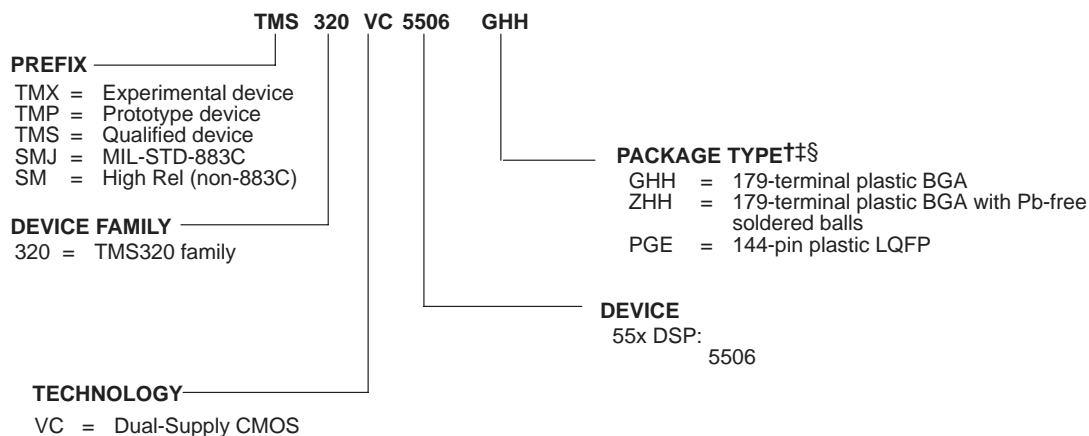 TMS 320 VC 5506 GHH
PREFIX
TMX = Experimental device
TMP = Prototype device
TMS = Qualified device
SMJ = MIL-STD-883C
SM = High Rel (non-883C)
DEVICE FAMILY
320 = TMS320 family
TECHNOLOGY
VC = Dual-Supply CMOS
PACKAGE TYPE†‡§
GHH = 179-terminal plastic BGA
ZHH = 179-terminal plastic BGA with Pb-free
soldered balls
PGE = 144-pin plastic LQFP
DEVICE
55x DSP:
5506